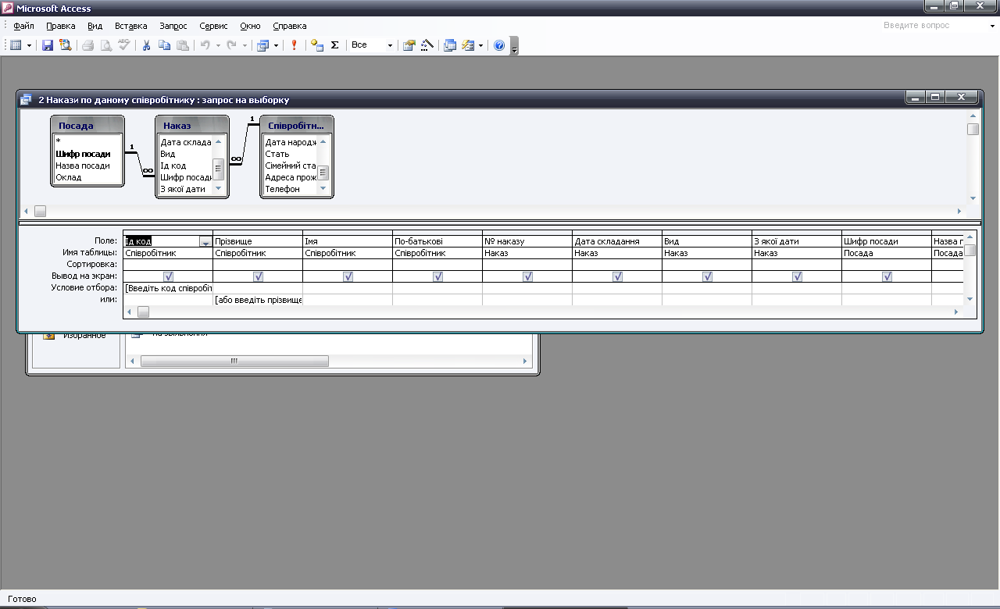 Microsoft Access
Файл Правка Вид Вставка Запрос Сервис Окно Справка Введите вопрос
Все
2 Накази по даному співробітнику : запрос на выборку
Посада Наказ Співробітн...
*
Шифр посади
Назва посади
Оклад
Дата склада
Вид
Ід код
Шифр посади
З якої дати
Дата народж
Стать
Сімейний ста
Адреса прож
Телефон
1
∞
1
∞
Поле: Ід код Прізвище Імя По-батькові № наказу Дата складання Вид З якої дати Шифр посади Назва п
Имя таблицы: Співробітник Співробітник Співробітник Співробітник Наказ Наказ Наказ Наказ Посада Посада
Сортировка:
Вывод на экран:
Условие отбора: [Введіть код співробіт
или: [або введіть прізвище
Избранное на звільнення
Готово